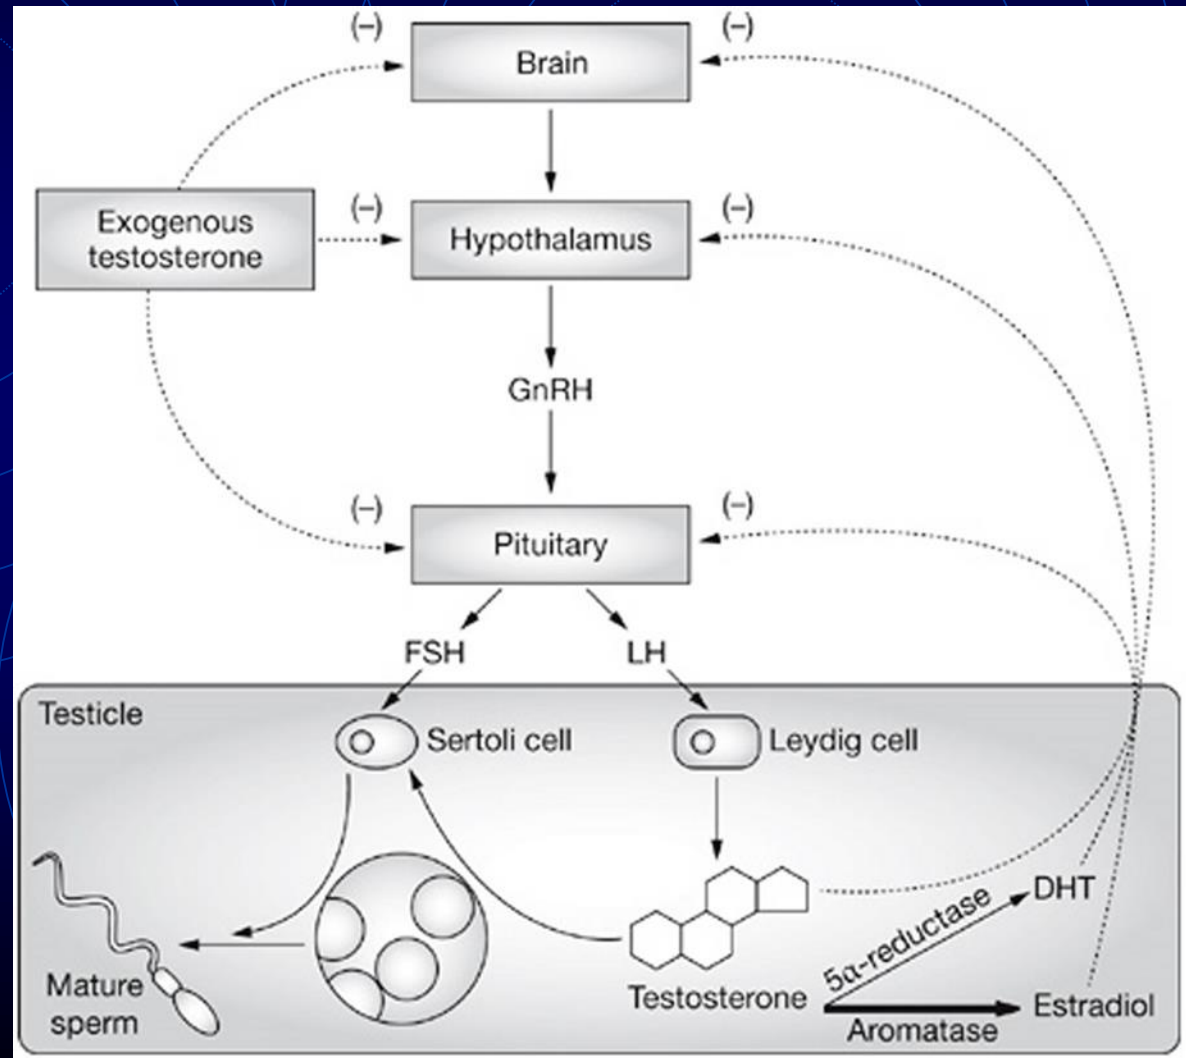 (–)
Brain
(–)
Exogenous
testosterone
(–)
Hypothalamus
(–)
GnRH
(–)
Pituitary
(–)
FSH
LH
Testicle
Sertoli cell
Leydig cell
DHT
5α-reductase
Mature
sperm
Testosterone
Estradiol
Aromatase